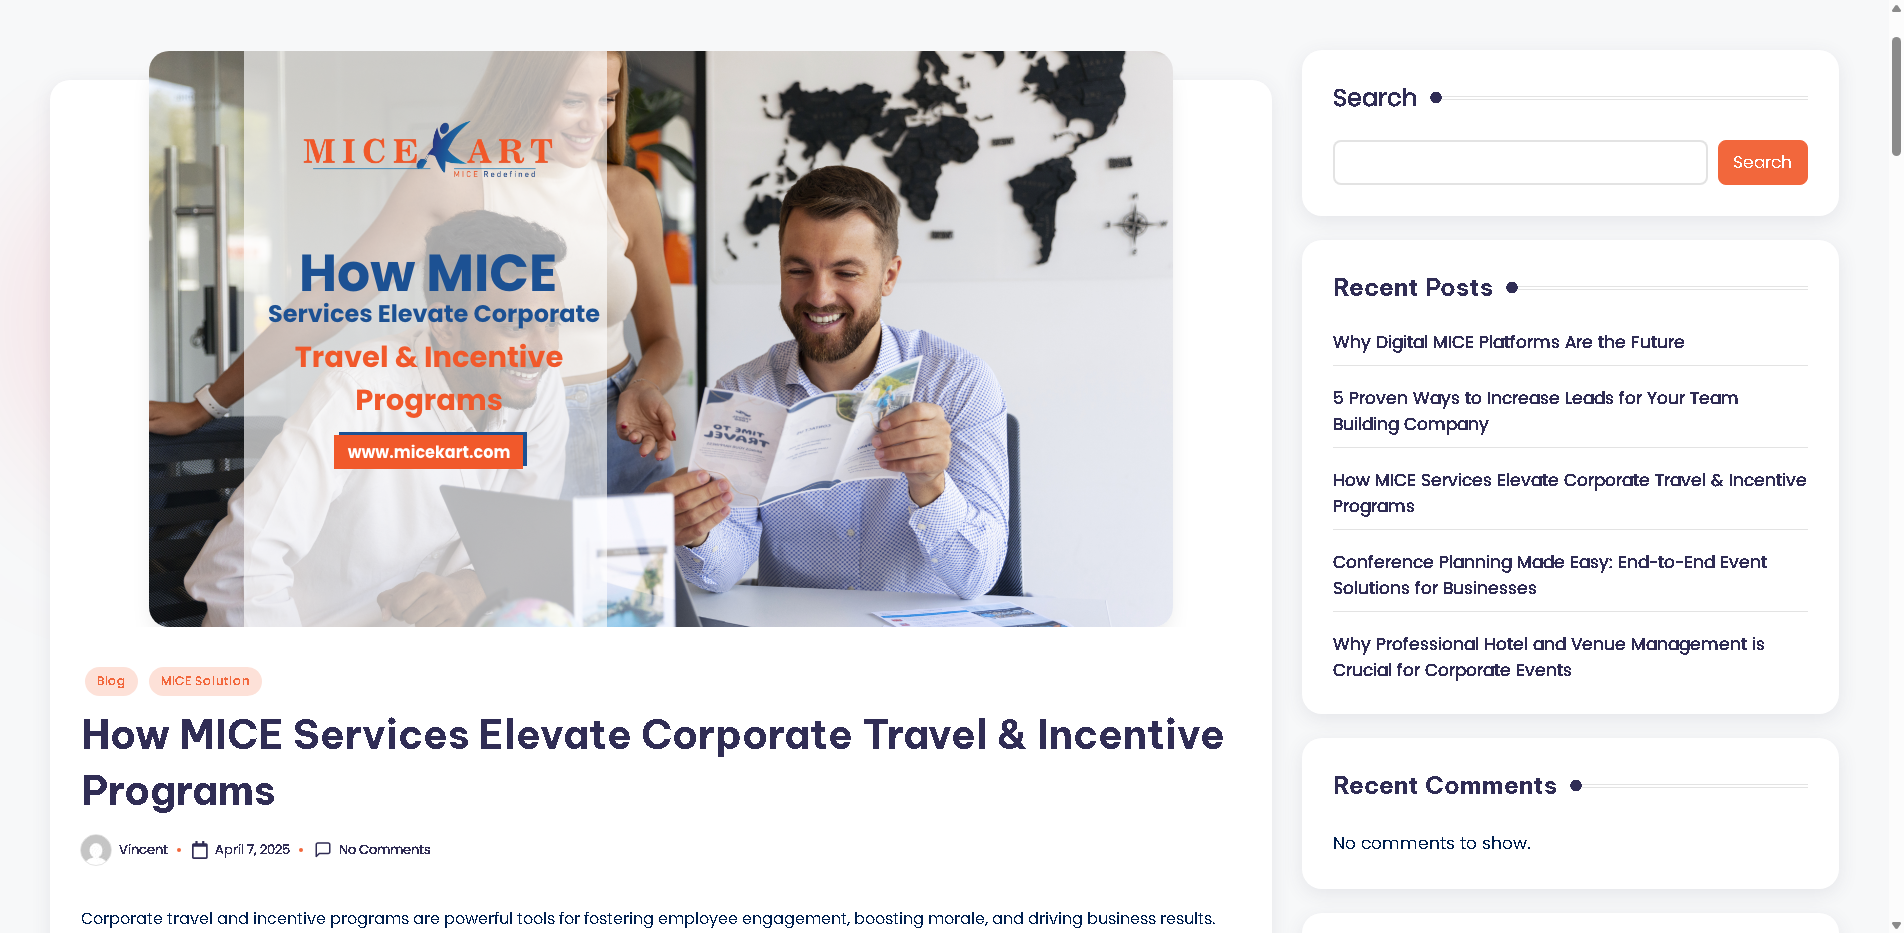 MICE KART
MICE Redefined
How MICE
Services Elevate Corporate
Travel & Incentive
Programs
www.micekart.com
TIME TO
TRAVEL
Blog
MICE Solution
How MICE Services Elevate Corporate Travel & Incentive
Programs
Vincent
April 7, 2025
No Comments
Corporate travel and incentive programs are powerful tools for fostering employee engagement, boosting morale, and driving business results.
Search
Search
Recent Posts
Why Digital MICE Platforms Are the Future
5 Proven Ways to Increase Leads for Your Team
Building Company
How MICE Services Elevate Corporate Travel & Incentive
Programs
Conference Planning Made Easy: End-to-End Event
Solutions for Businesses
Why Professional Hotel and Venue Management is
Crucial for Corporate Events
Recent Comments
No comments to show.